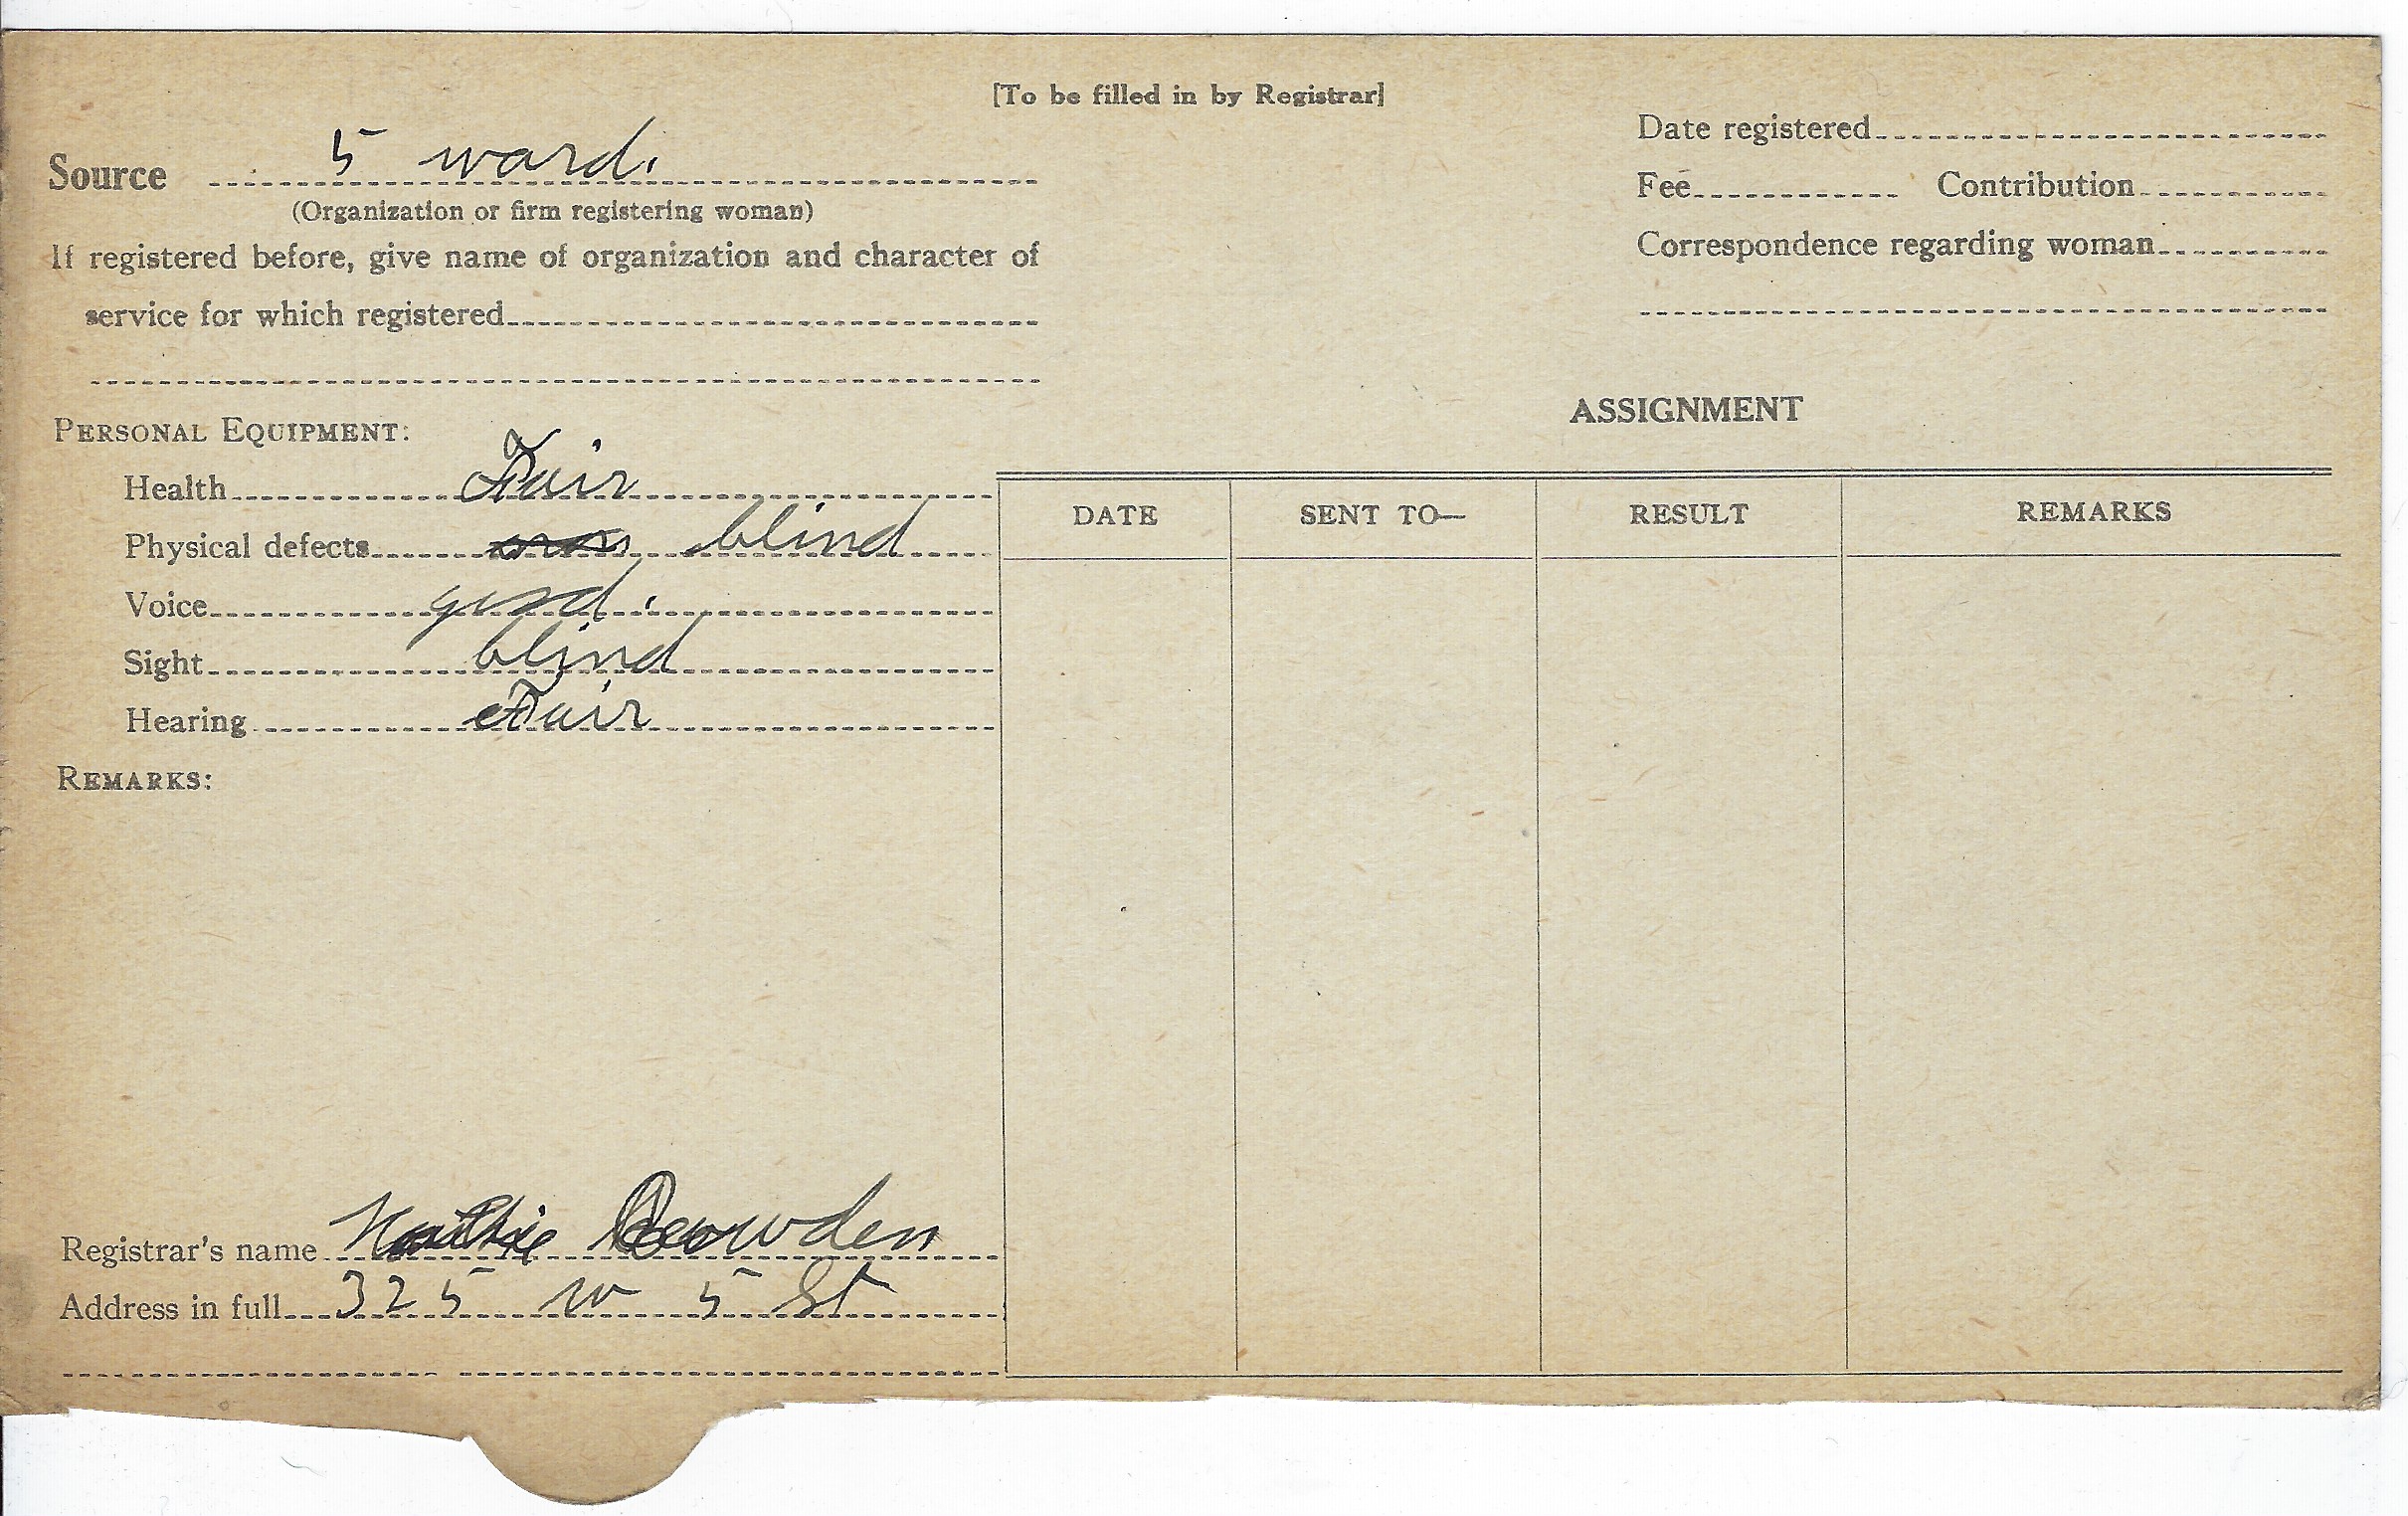 [To be filled in by Registrar]
Source 5 ward.
(Organization or firm registering woman)
If registered before, give name of organization and character of
service for which registered
Date registered
Fee Contribution
Correspondence regarding woman
PERSONAL EQUIPMENT:
Health Fair
Physical defects blind
Voice good.
Sight blind
Hearing Fair
REMARKS:
Registrar's name Dowden
Address in full 325 W 5 St
ASSIGNMENT
DATE SENT TO— RESULT REMARKS